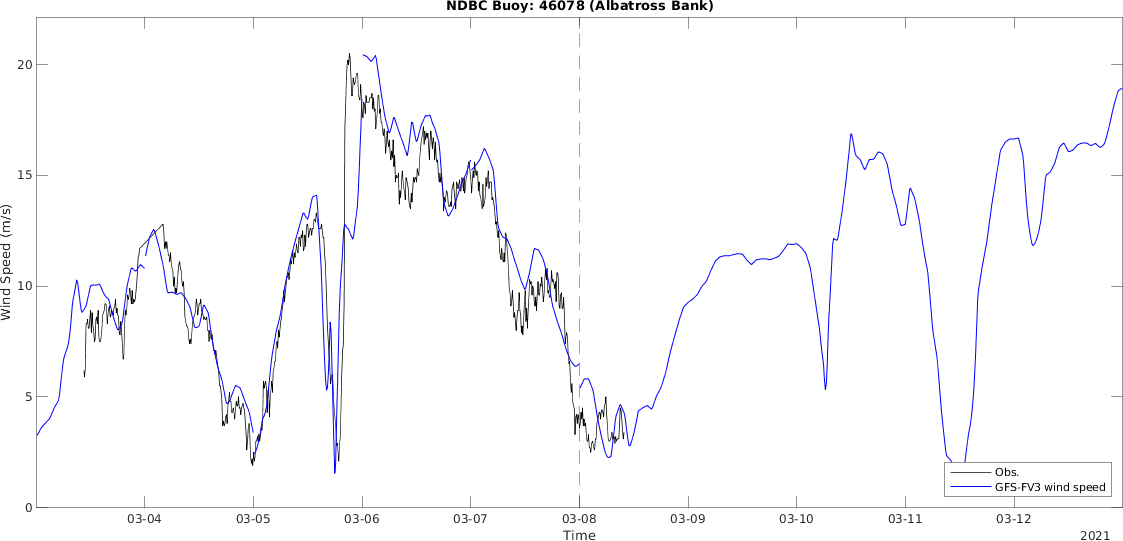 NDBC Buoy: 46078 (Albatross Bank)
20
15
10
5
0
Wind Speed (m/s)
03-04 03-05 03-06 03-07 03-08 03-09 03-10 03-11 03-12
Time
2021
Obs.
GFS-FV3 wind speed